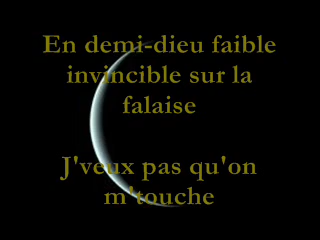 En demi-dieu faible
invincible sur la
falaise
J'veux pas qu'on
m'touche